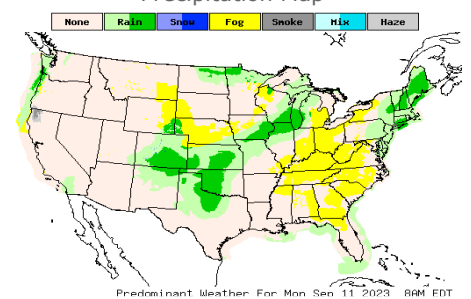 Precipitation Map
None Rain Snow Fog Smoke Mix Haze
Predominant Weather For Mon Sep 11 2023 8AM EDT